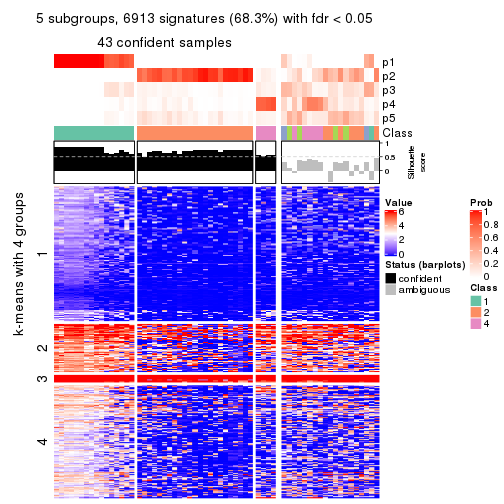 5 subgroups, 6913 signatures (68.3%) with fdr < 0.05
43 confident samples
p1
p2
p3
p4
p5
Class
1
0.5
0
Silhouette
score
k-means with 4 groups
1
2
3
4
Value
6
4
2
0
Status (barplots)
confident
ambiguous
Prob
1
0.8
0.6
0.4
0.2
0
Class
1
2
4